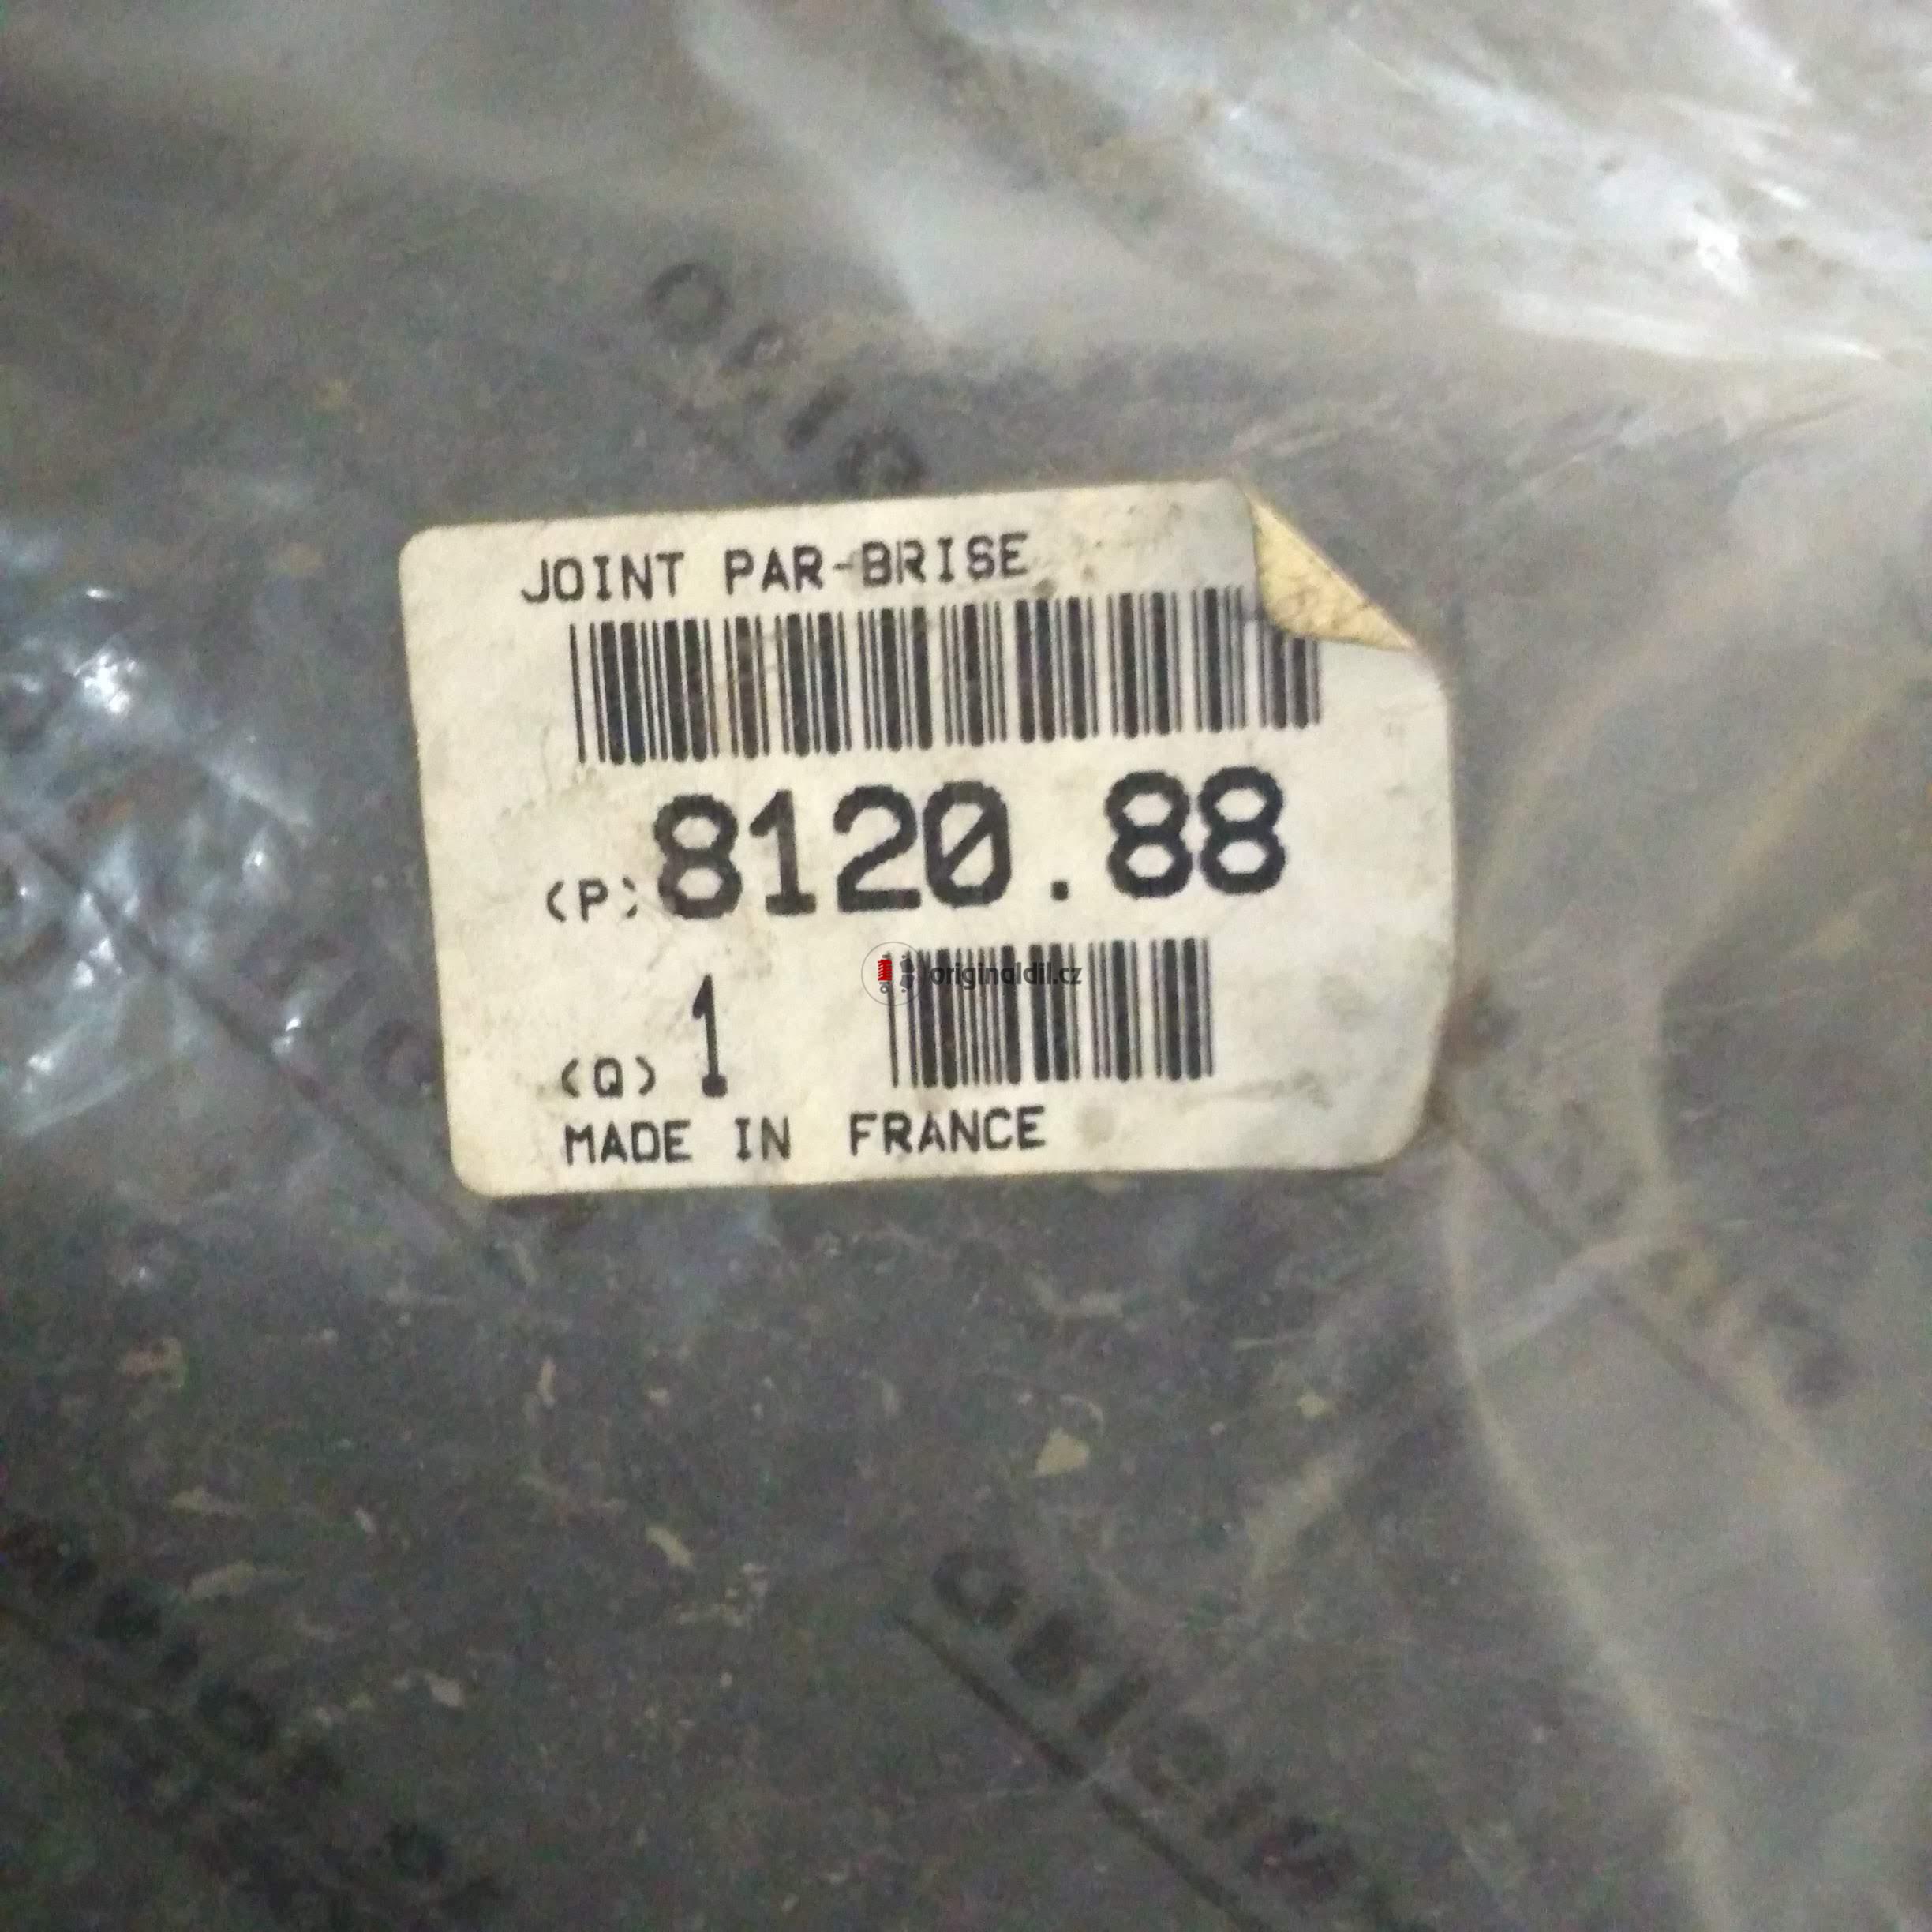 JOINT PAR-BRISE
(P) 8120.88
originaldil.cz
(Q) 1
MADE IN FRANCE